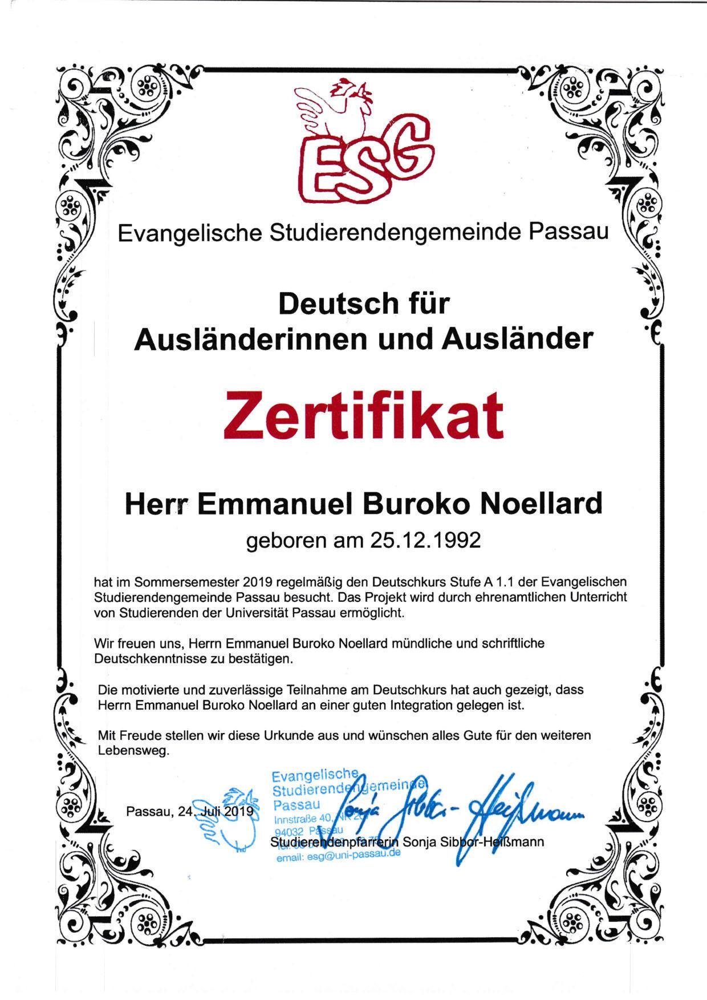 ESG
Evangelische Studierendengemeinde Passau
Deutsch für
Ausländerinnen und Ausländer
Zertifikat
Herr Emmanuel Buroko Noellard
geboren am 25.12.1992
hat im Sommersemester 2019 regelmäßig den Deutschkurs Stufe A 1.1 der Evangelischen
Studierendengemeinde Passau besucht. Das Projekt wird durch ehrenamtlichen Unterricht
von Studierenden der Universität Passau ermöglicht.
Wir freuen uns, Herrn Emmanuel Buroko Noellard mündliche und schriftliche
Deutschkenntnisse zu bestätigen.
Die motivierte und zuverlässige Teilnahme am Deutschkurs hat auch gezeigt, dass
Herrn Emmanuel Buroko Noellard an einer guten Integration gelegen ist.
Mit Freude stellen wir diese Urkunde aus und wünschen alles Gute für den weiteren
Lebensweg.
Evangelische
Studierendengemeinde
Passau
Innstraße 40,
94032 Passau
email: esg@uni-passau.de
Sonja Sibbor-Heißmann
Passau, 24. Juli 2019
Studierendenpfarrerin Sonja Sibbor-Heißmann